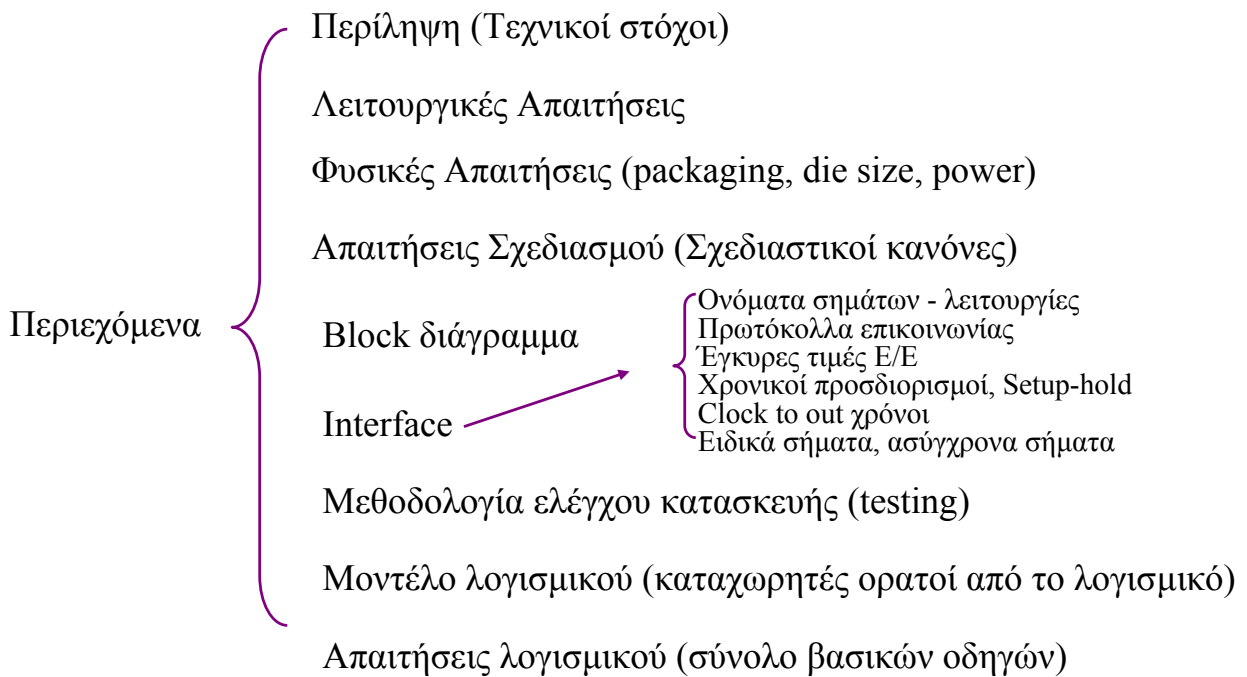 Περίληψη (Τεχνικοί στόχοι)
Λειτουργικές Απαιτήσεις
Φυσικές Απαιτήσεις (packaging, die size, power)
Απαιτήσεις Σχεδιασμού (Σχεδιαστικοί κανόνες)
Περιεχόμενα
Block διάγραμμα
Interface
Ονόματα σημάτων - λειτουργίες
Πρωτόκολλα επικοινωνίας
Έγκυρες τιμές Ε/Ε
Χρονικοί προσδιορισμοί, Setup-hold
Clock to out χρόνοι
Ειδικά σήματα, ασύγχρονα σήματα
Μεθοδολογία ελέγχου κατασκευής (testing)
Μοντέλο λογισμικού (καταχωρητές ορατοί από το λογισμικό)
Απαιτήσεις λογισμικού (σύνολο βασικών οδηγών)